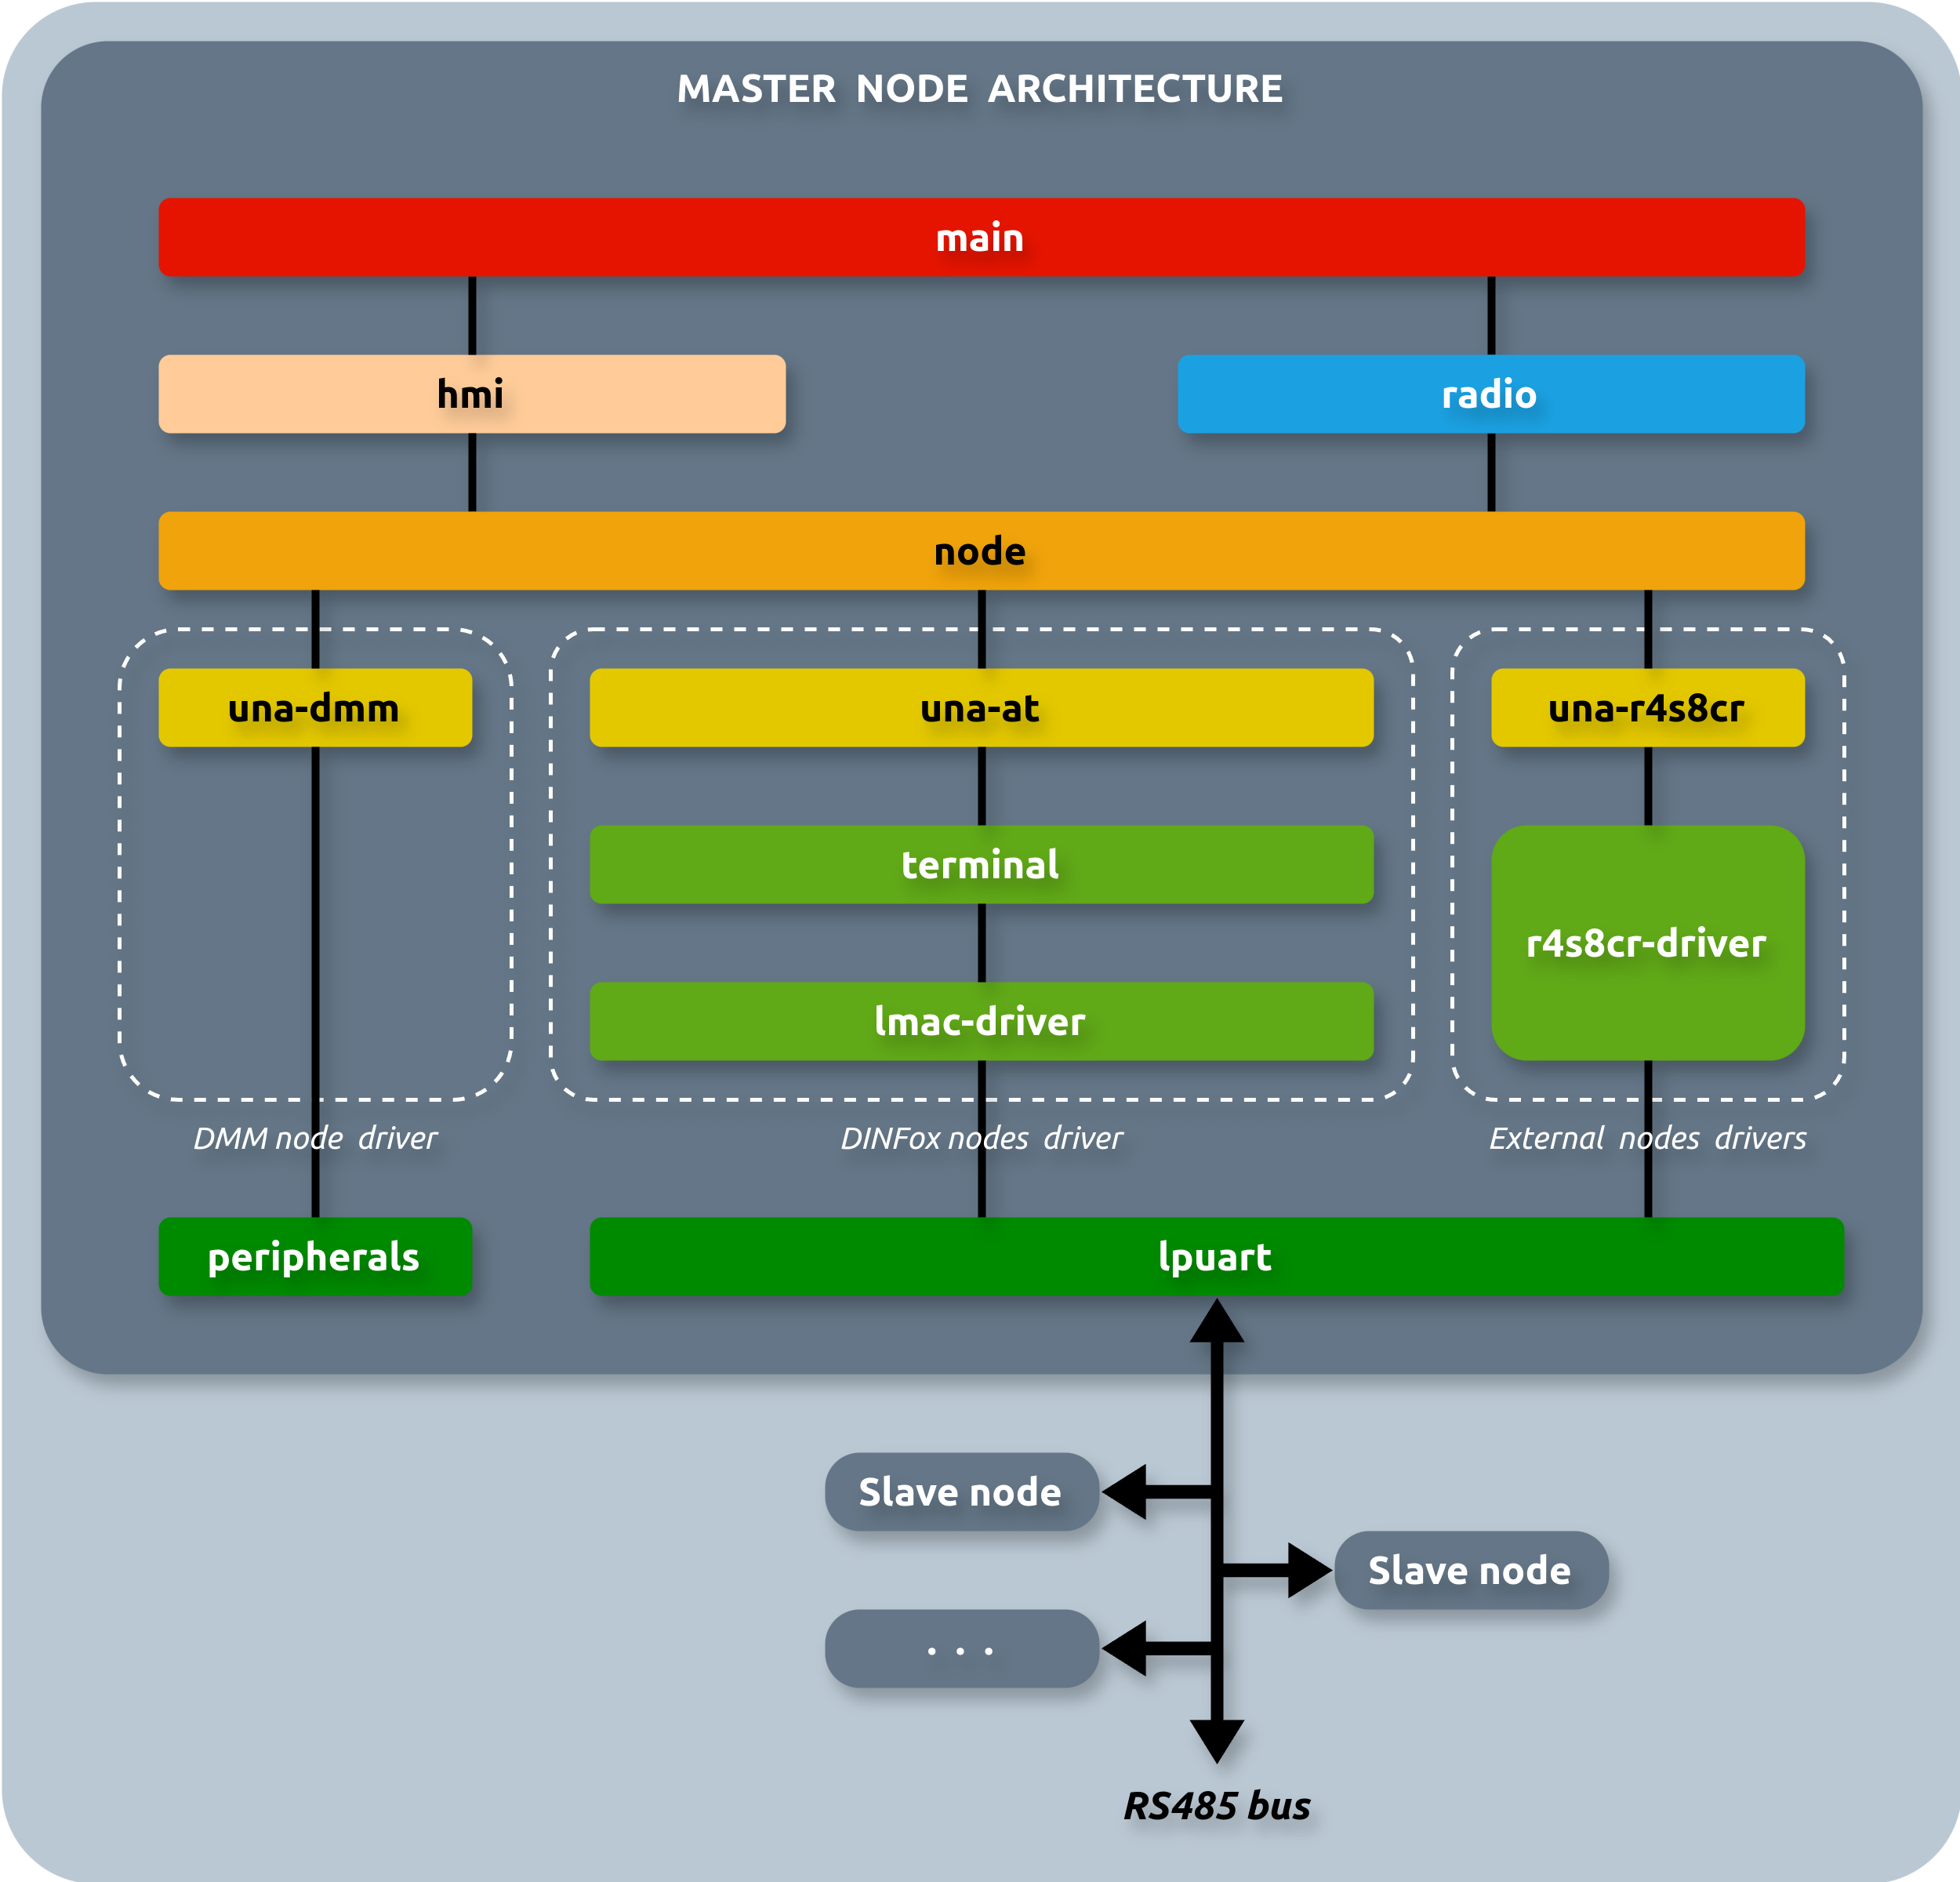 MASTER NODE ARCHITECTURE
main
hmi
radio
node
una-dmm
una-at
una-r4s8cr
terminal
r4s8cr-driver
lmac-driver
DMM node driver
DINFox nodes driver
External nodes drivers
peripherals
lpuart
Slave node
Slave node
. . .
RS485 bus